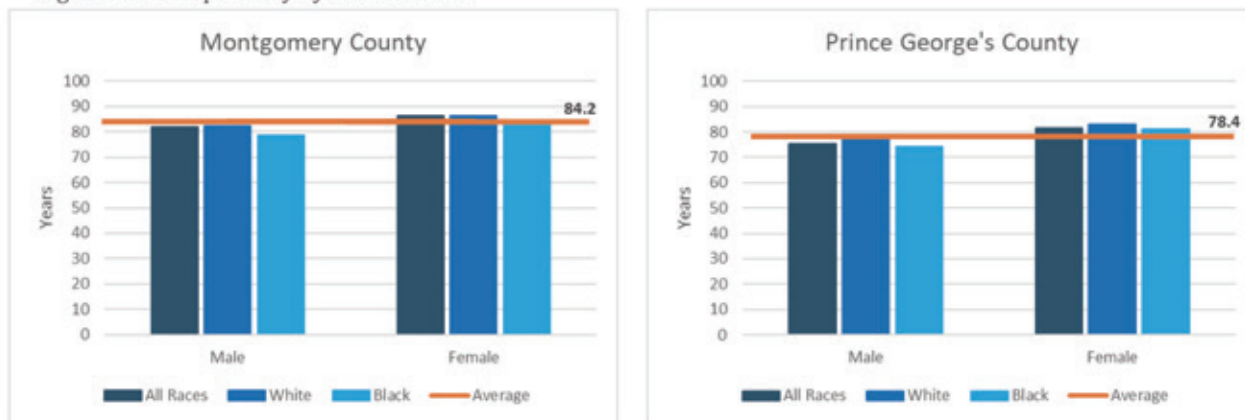 Montgomery County
100
90
80
70
60
50
40
30
20
10
0
Years
84.2
Male
Female
All Races
White
Black
Average
Prince George's County
100
90
80
70
60
50
40
30
20
10
0
Years
78.4
Male
Female
All Races
White
Black
Average